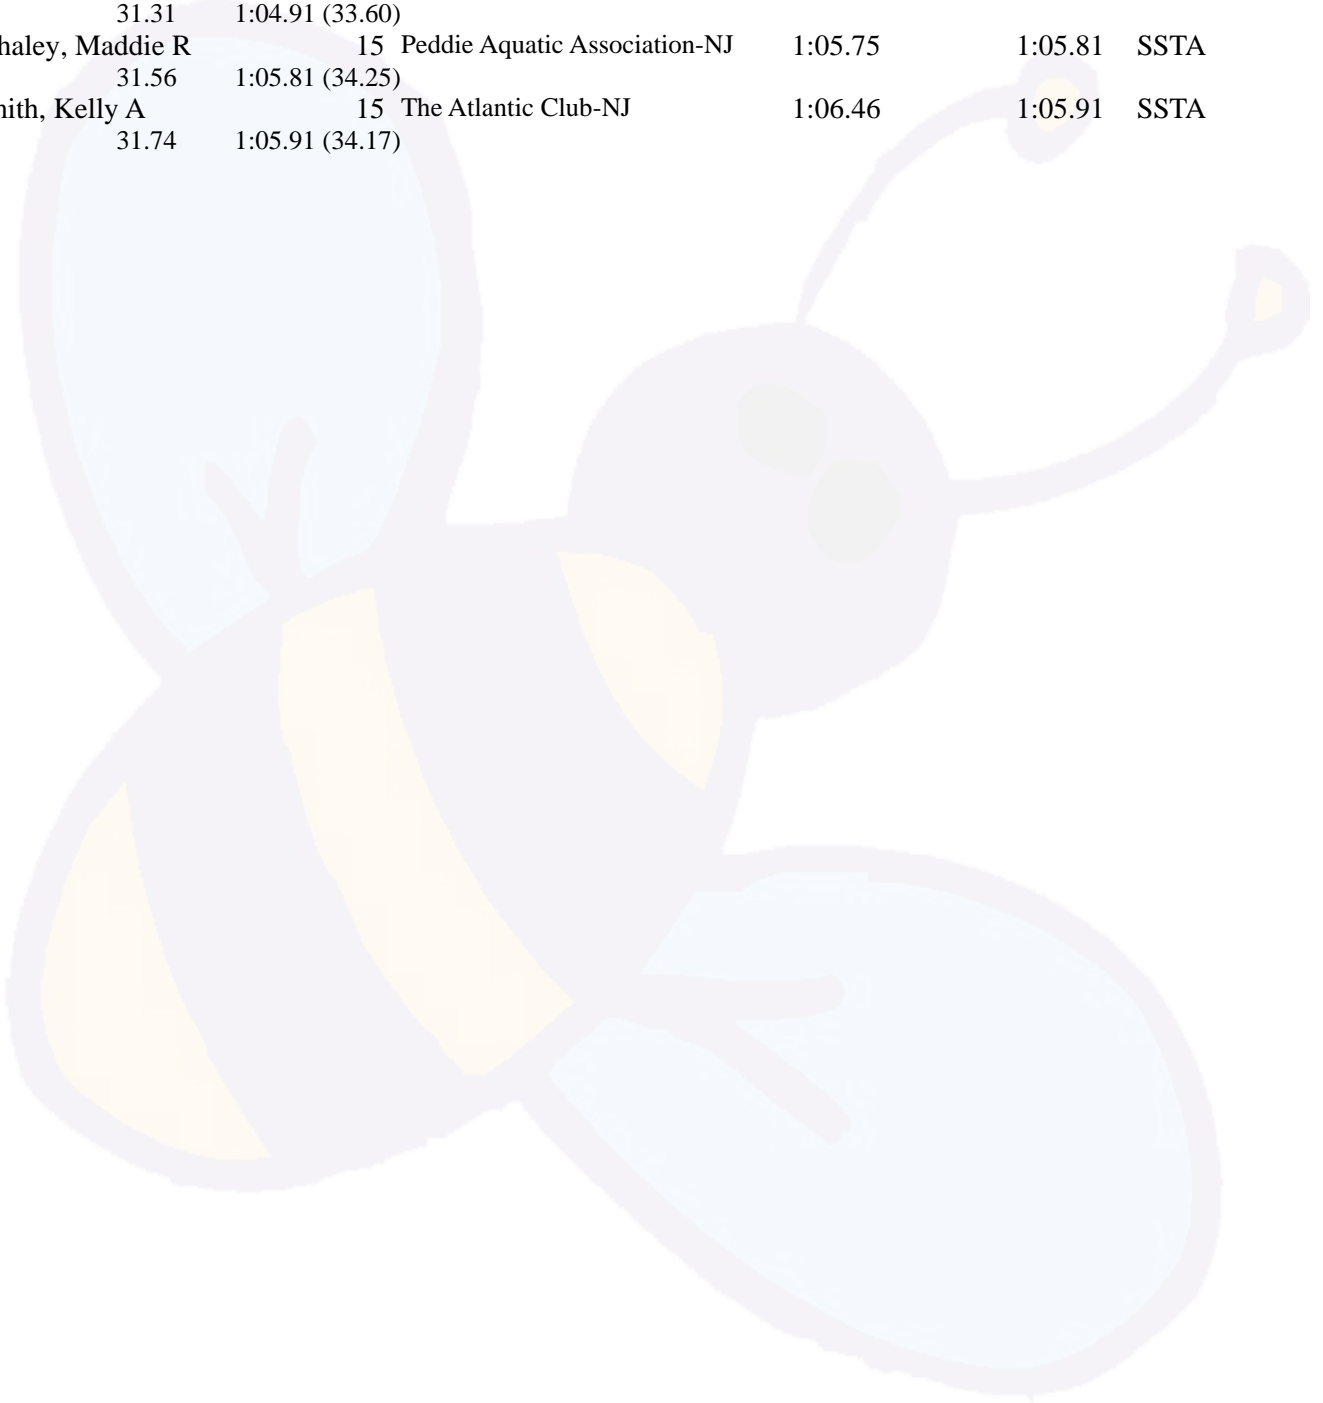 31.31 1:04.91 (33.60)
haley, Maddie R 15 Peddie Aquatic Association-NJ 1:05.75 1:05.81 SSTA
31.56 1:05.81 (34.25)
nith, Kelly A 15 The Atlantic Club-NJ 1:06.46 1:05.91 SSTA
31.74 1:05.91 (34.17)